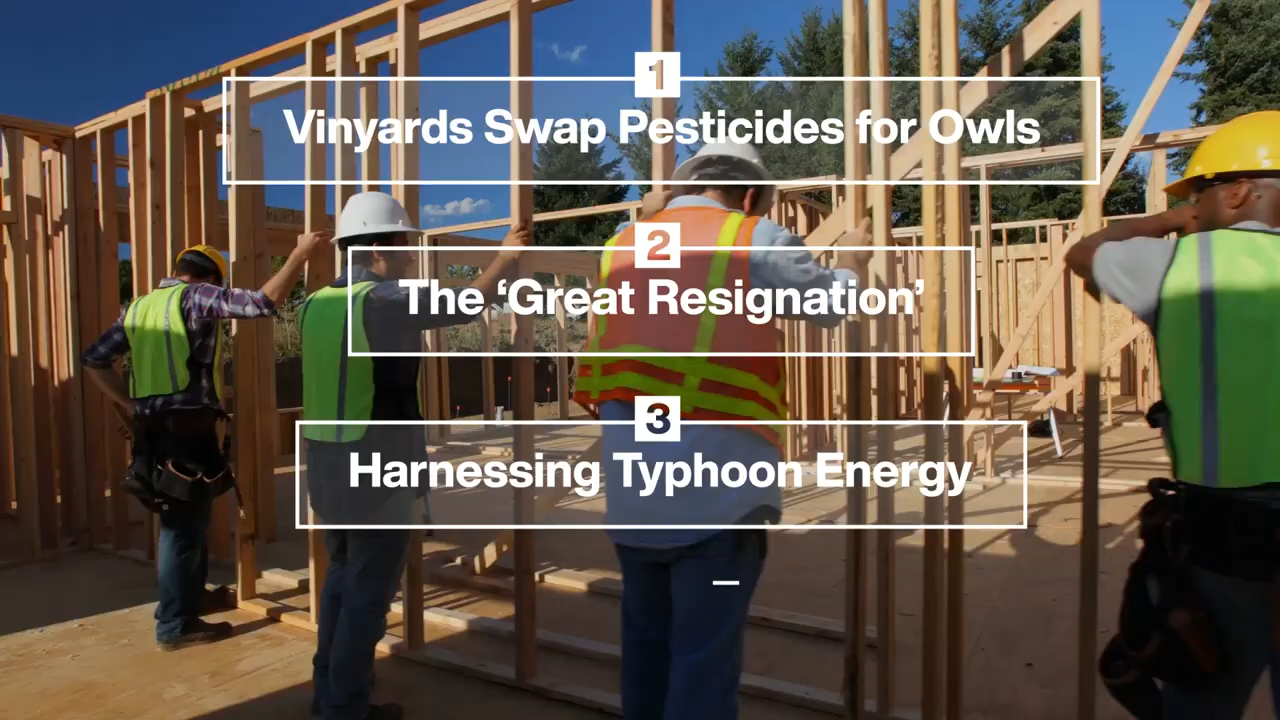 1
Vinyards Swap Pesticides for Owls
2
The ‘Great Resignation’
3
Harnessing Typhoon Energy